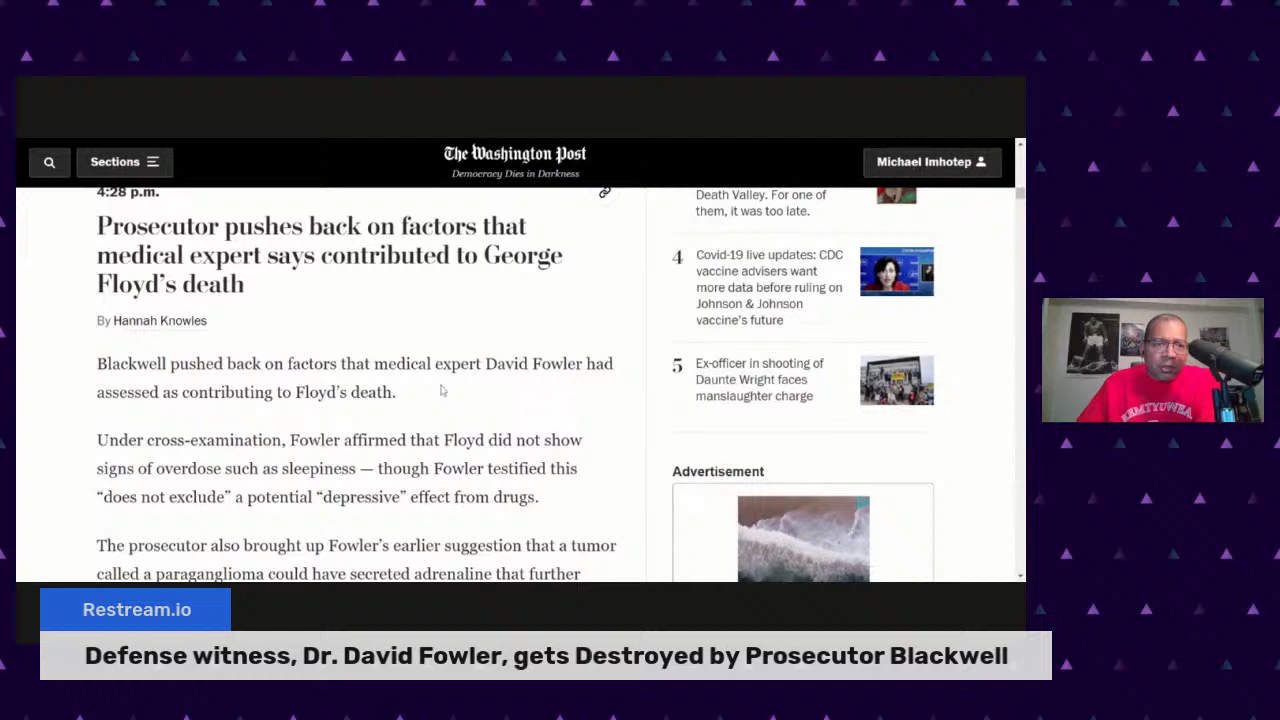 Sections
The Washington Post
Democracy Dies in Darkness
Michael Imhotep
4:28 p.m.
Prosecutor pushes back on factors that
medical expert says contributed to George
Floyd’s death
By Hannah Knowles
Blackwell pushed back on factors that medical expert David Fowler had
assessed as contributing to Floyd’s death.
Under cross-examination, Fowler affirmed that Floyd did not show
signs of overdose such as sleepiness — though Fowler testified this
“does not exclude” a potential “depressive” effect from drugs.
The prosecutor also brought up Fowler’s earlier suggestion that a tumor
called a paraganglioma could have secreted adrenaline that further
Death Valley. For one of
them, it was too late.
4
Covid-19 live updates: CDC
vaccine advisers want
more data before ruling on
Johnson & Johnson
vaccine’s future
5
Ex-officer in shooting of
Daunte Wright faces
manslaughter charge
Advertisement
KEMTYUWEA
Restream.io
Defense witness, Dr. David Fowler, gets Destroyed by Prosecutor Blackwell